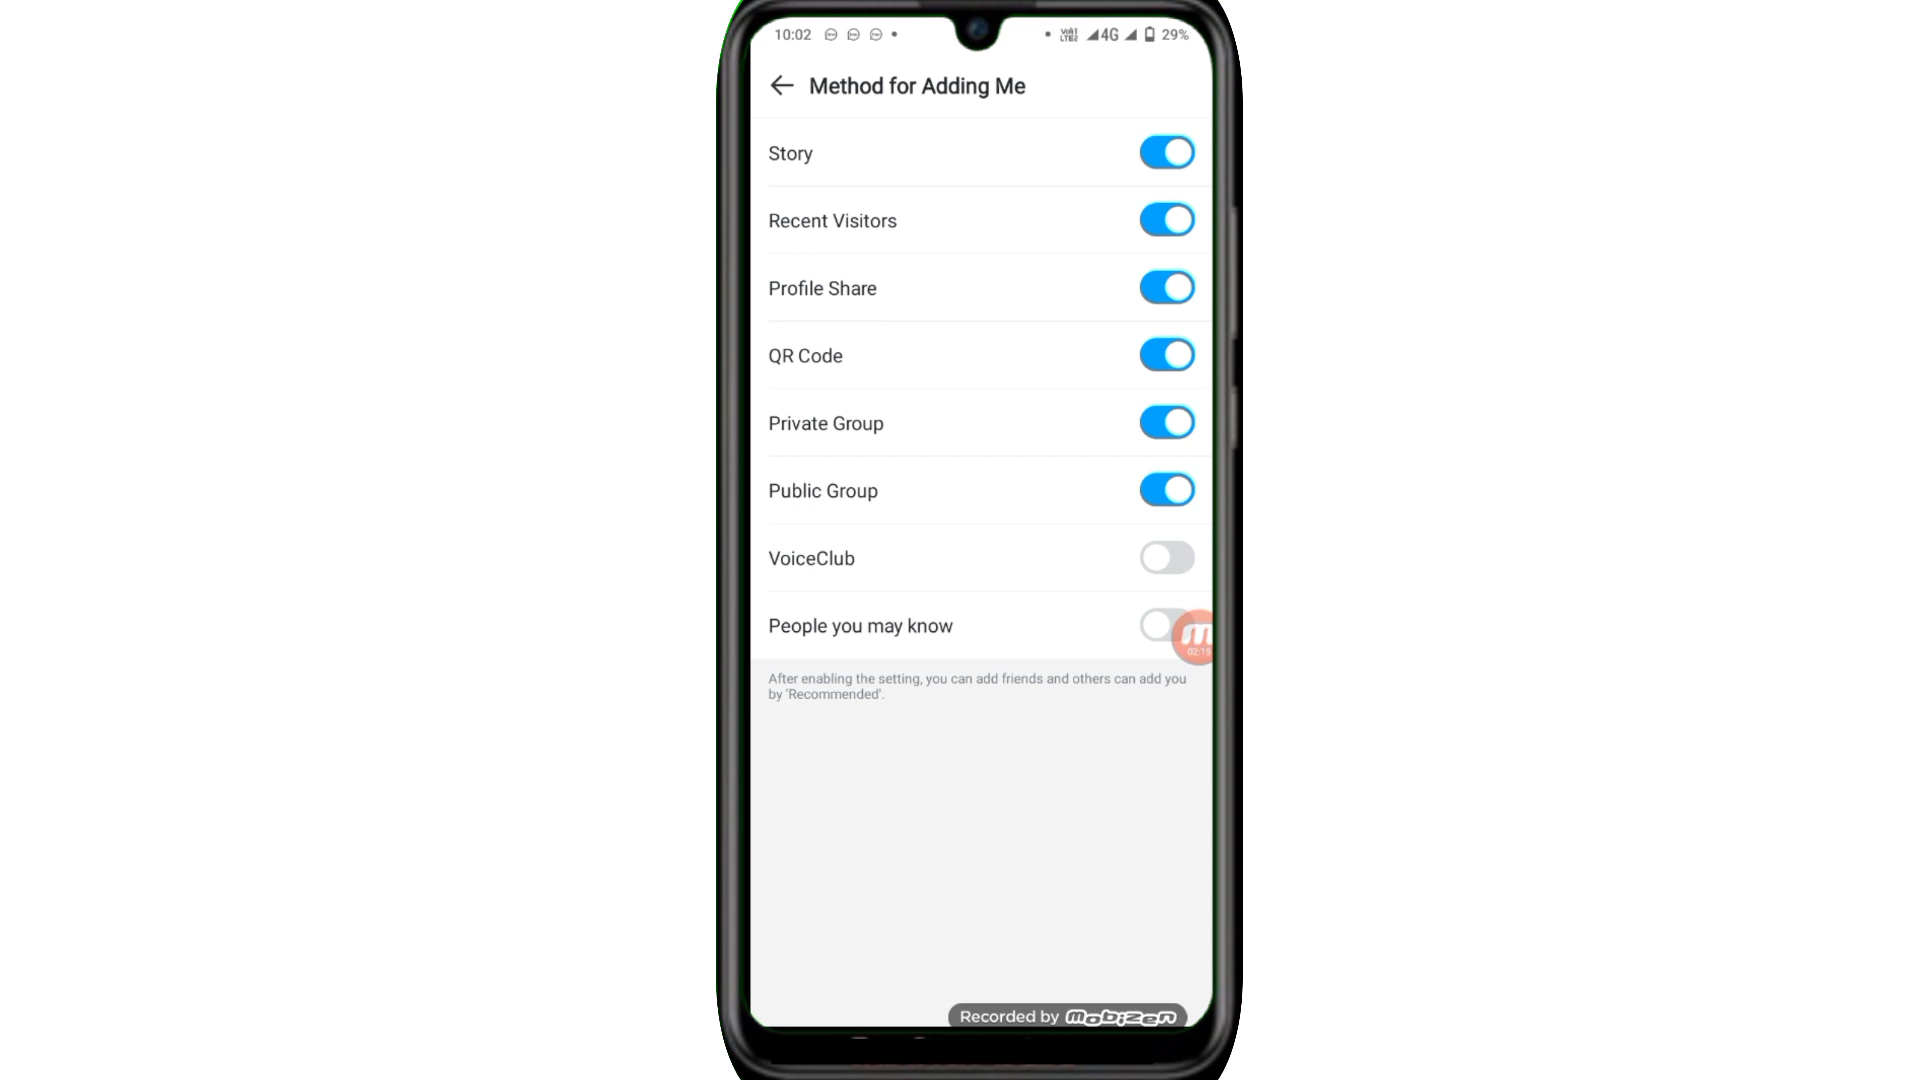 10:02
4G 29%
Method for Adding Me
Story
Recent Visitors
Profile Share
QR Code
Private Group
Public Group
VoiceClub
People you may know
02:15
After enabling the setting, you can add friends and others can add you
by 'Recommended'.
Recorded by mobizen